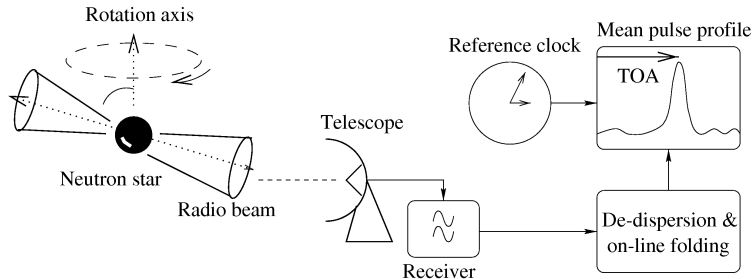 Rotation axis
Neutron star
Radio beam
Telescope
Receiver
Reference clock
Mean pulse profile
TOA
De-dispersion &
on-line folding